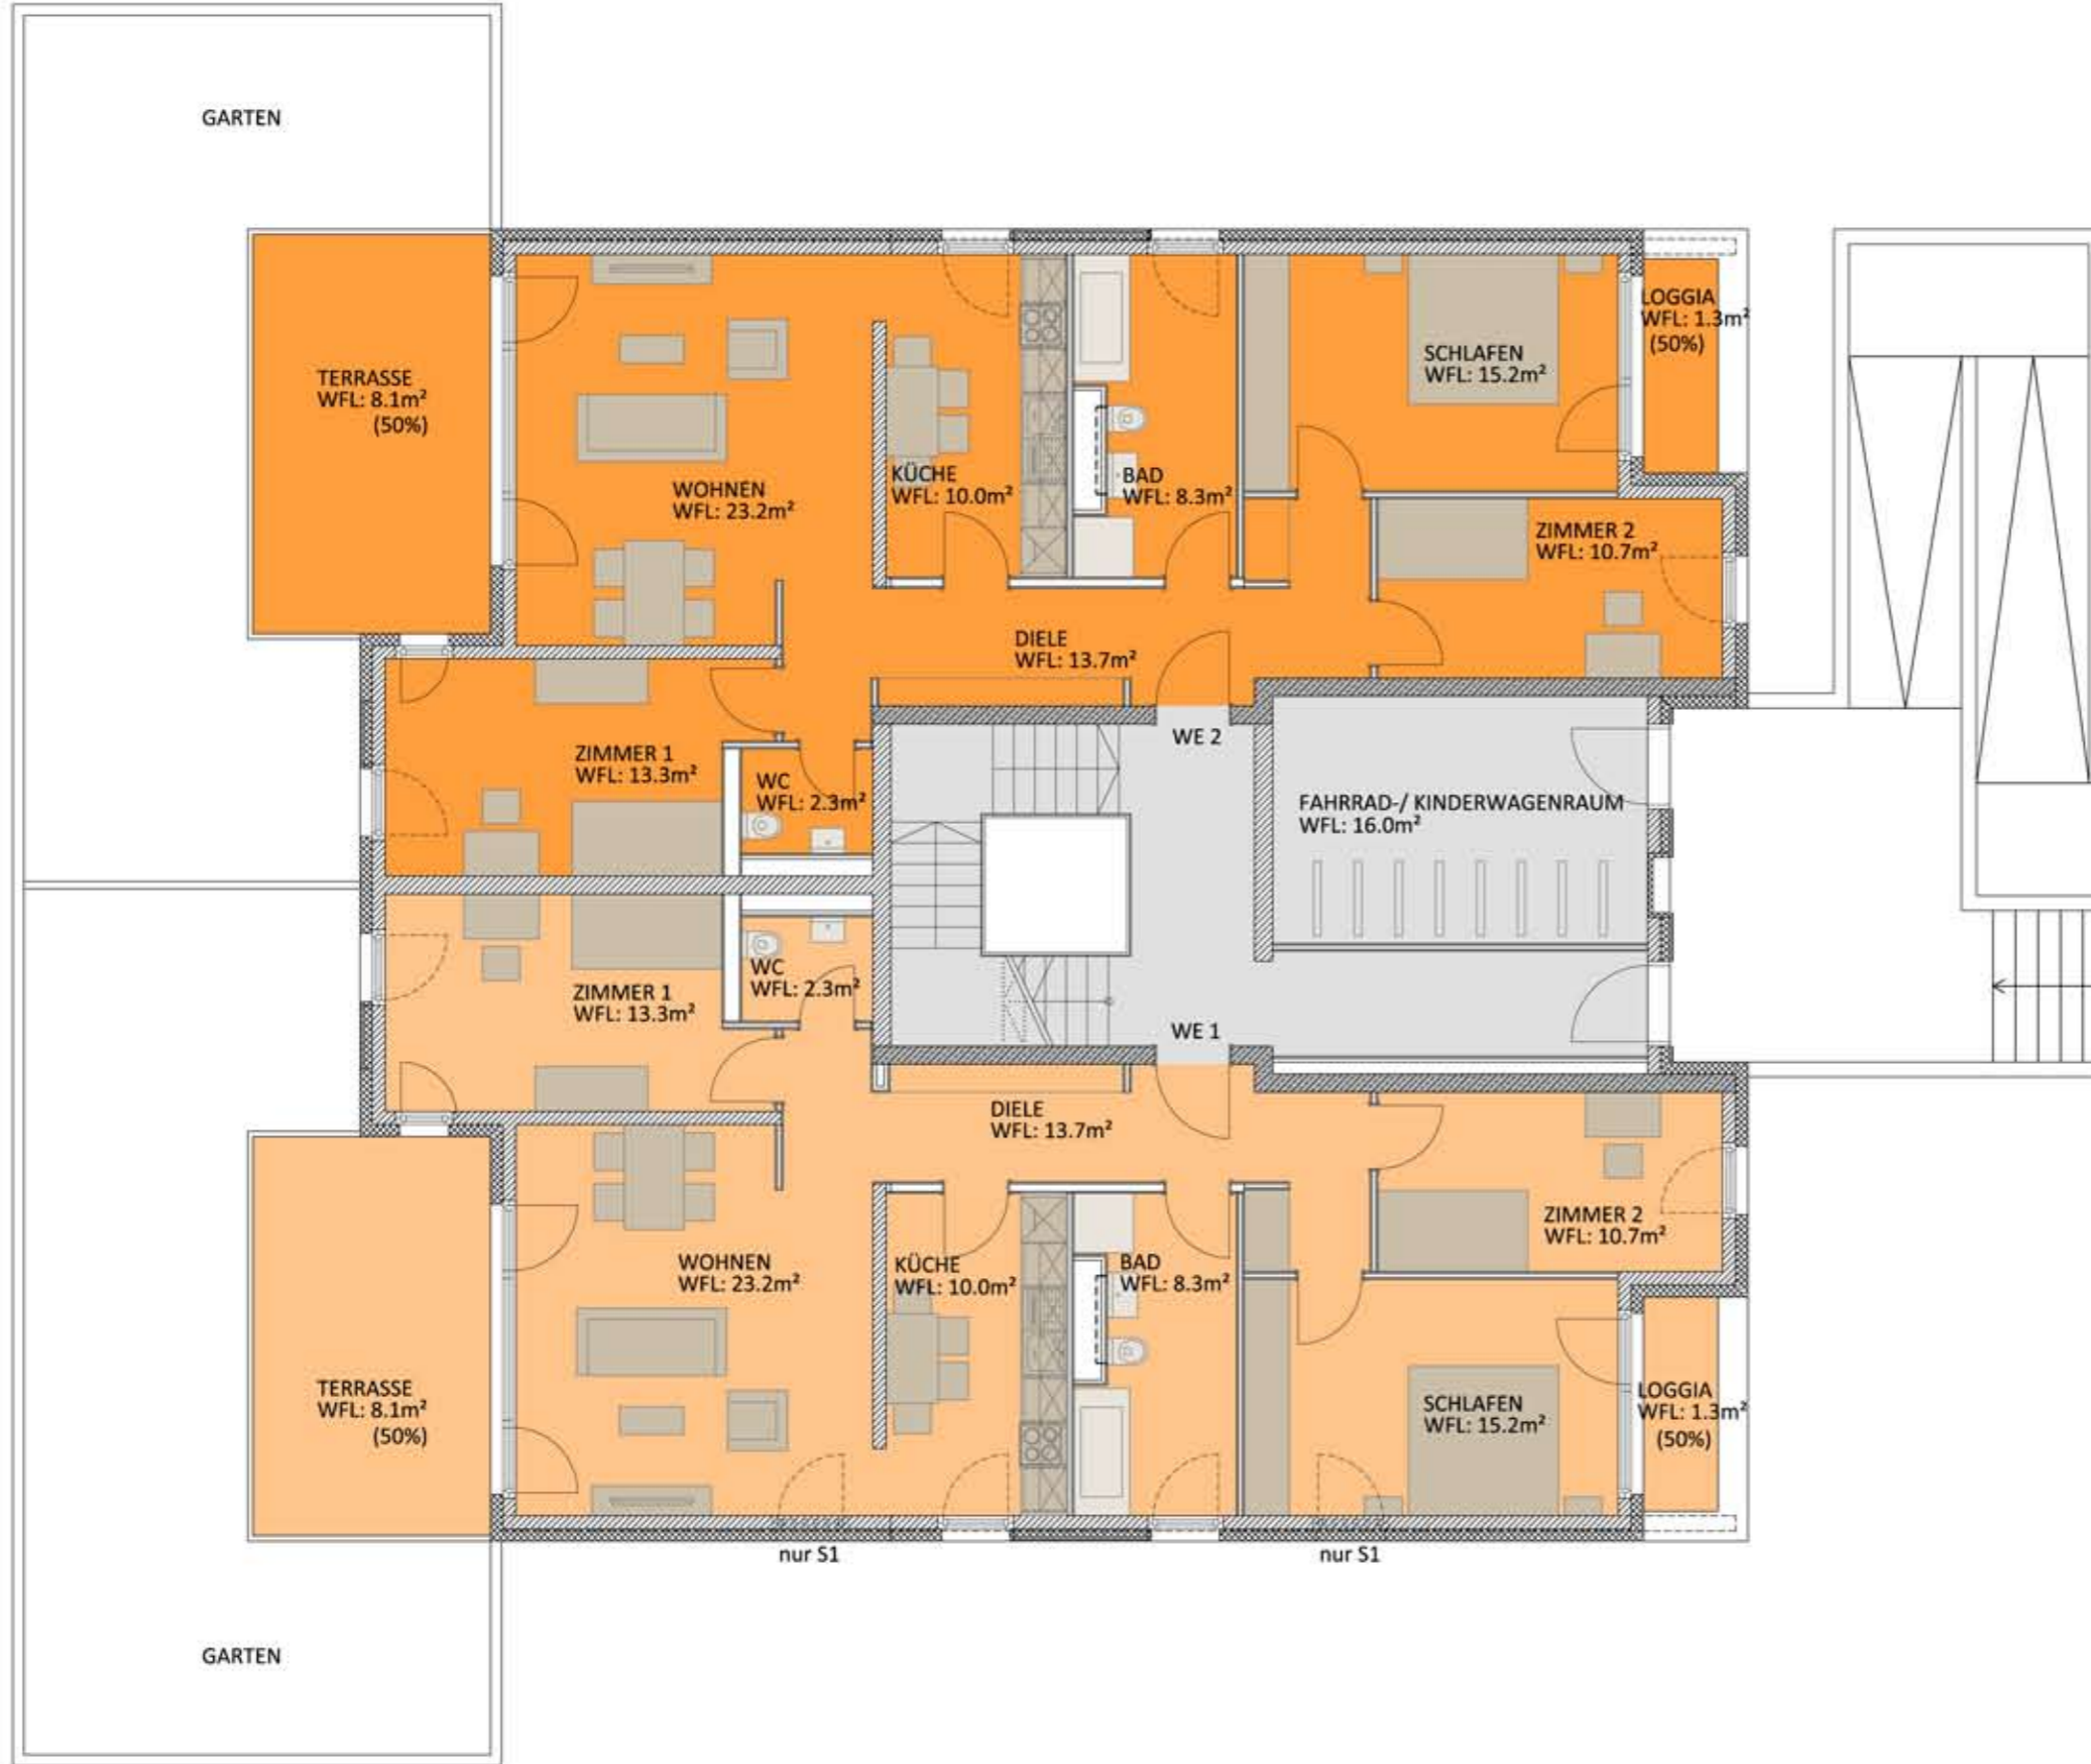 GARTEN
TERRASSE
WFL: 8.1m²
(50%)
WOHNEN
WFL: 23.2m²
KÜCHE
WFL: 10.0m²
BAD
WFL: 8.3m²
SCHLAFEN
WFL: 15.2m²
LOGGIA
WFL: 1.3m²
(50%)
ZIMMER 2
WFL: 10.7m²
DIELE
WFL: 13.7m²
ZIMMER 1
WFL: 13.3m²
WC
WFL: 2.3m²
WE 2
FAHRRAD-/ KINDERWAGENRAUM
WFL: 16.0m²
ZIMMER 1
WFL: 13.3m²
WC
WFL: 2.3m²
WE 1
DIELE
WFL: 13.7m²
WOHNEN
WFL: 23.2m²
KÜCHE
WFL: 10.0m²
BAD
WFL: 8.3m²
ZIMMER 2
WFL: 10.7m²
TERRASSE
WFL: 8.1m²
(50%)
SCHLAFEN
WFL: 15.2m²
LOGGIA
WFL: 1.3m²
(50%)
nur S1
nur S1
GARTEN